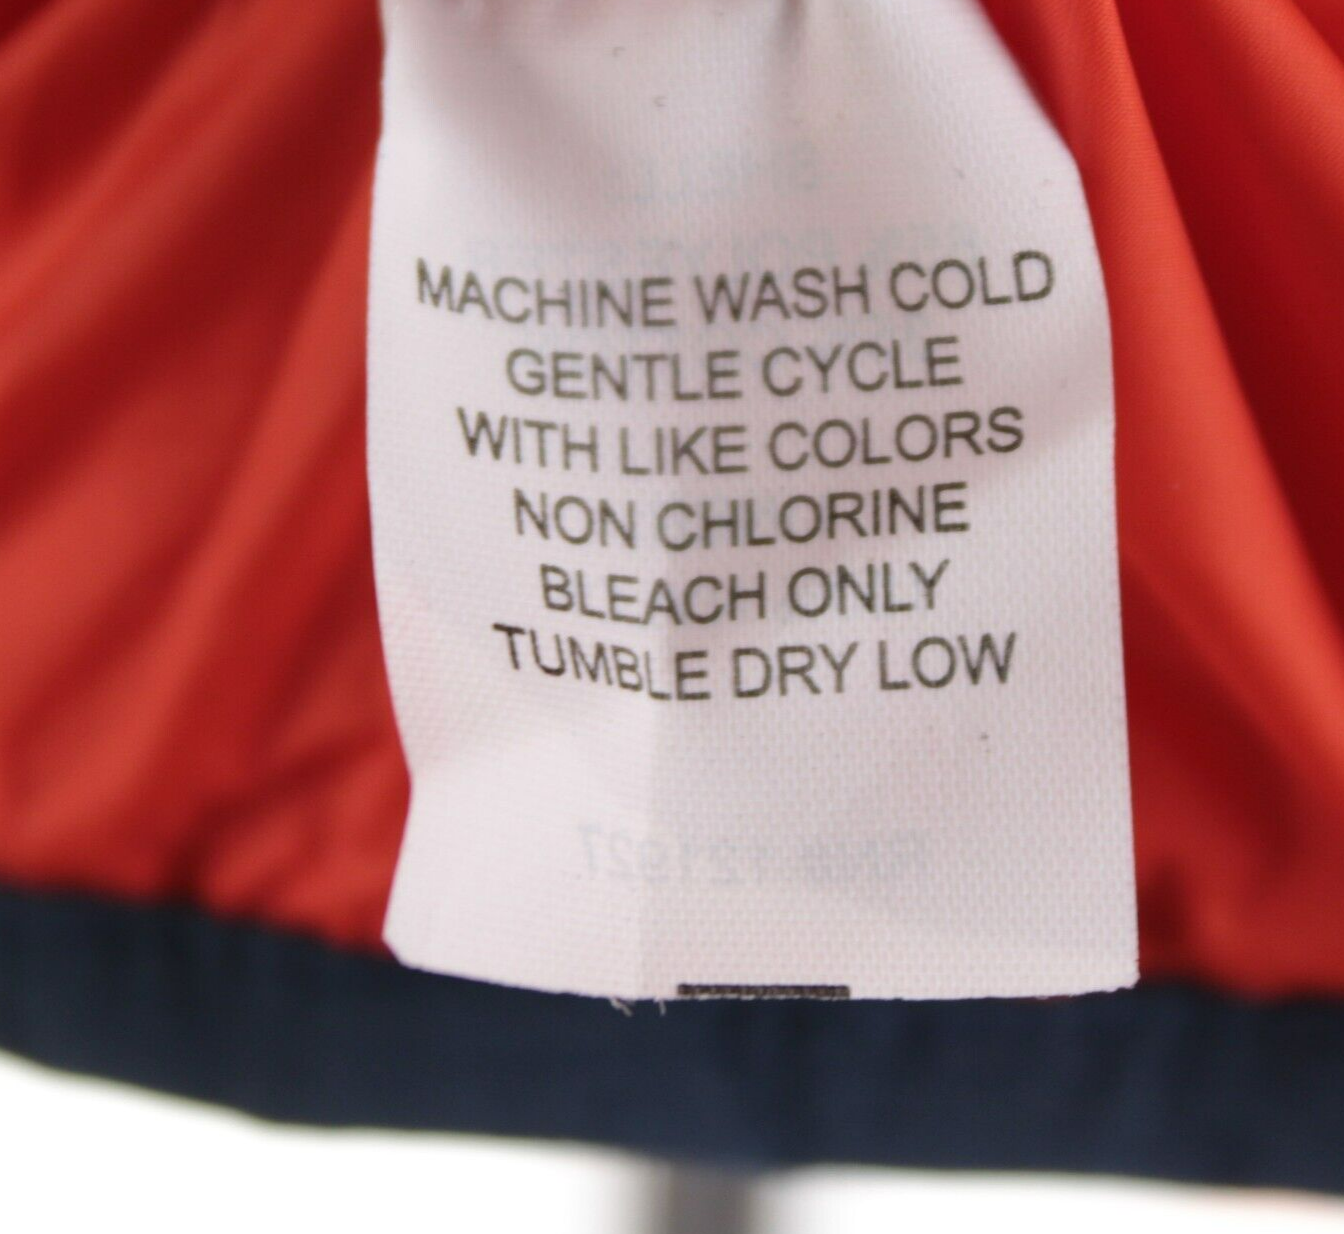 MACHINE WASH COLD
GENTLE CYCLE
WITH LIKE COLORS
NON CHLORINE
BLEACH ONLY
TUMBLE DRY LOW